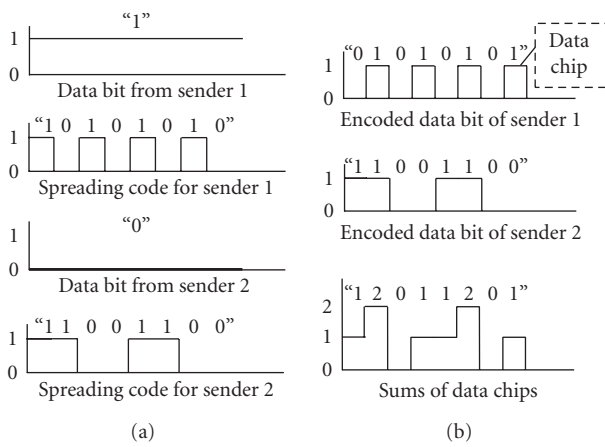 “1”
1
0
Data bit from sender 1
“1 0 1 0 1 0 1 0”
1
0
Spreading code for sender 1
“0”
1
0
Data bit from sender 2
“1 1 0 0 1 1 0 0”
1
0
Spreading code for sender 2
(a)
“0 1 0 1 0 1 0 1”
Data
chip
1
0
Encoded data bit of sender 1
“1 1 0 0 1 1 0 0”
1
0
Encoded data bit of sender 2
“1 2 0 1 1 2 0 1”
2
1
0
Sums of data chips
(b)